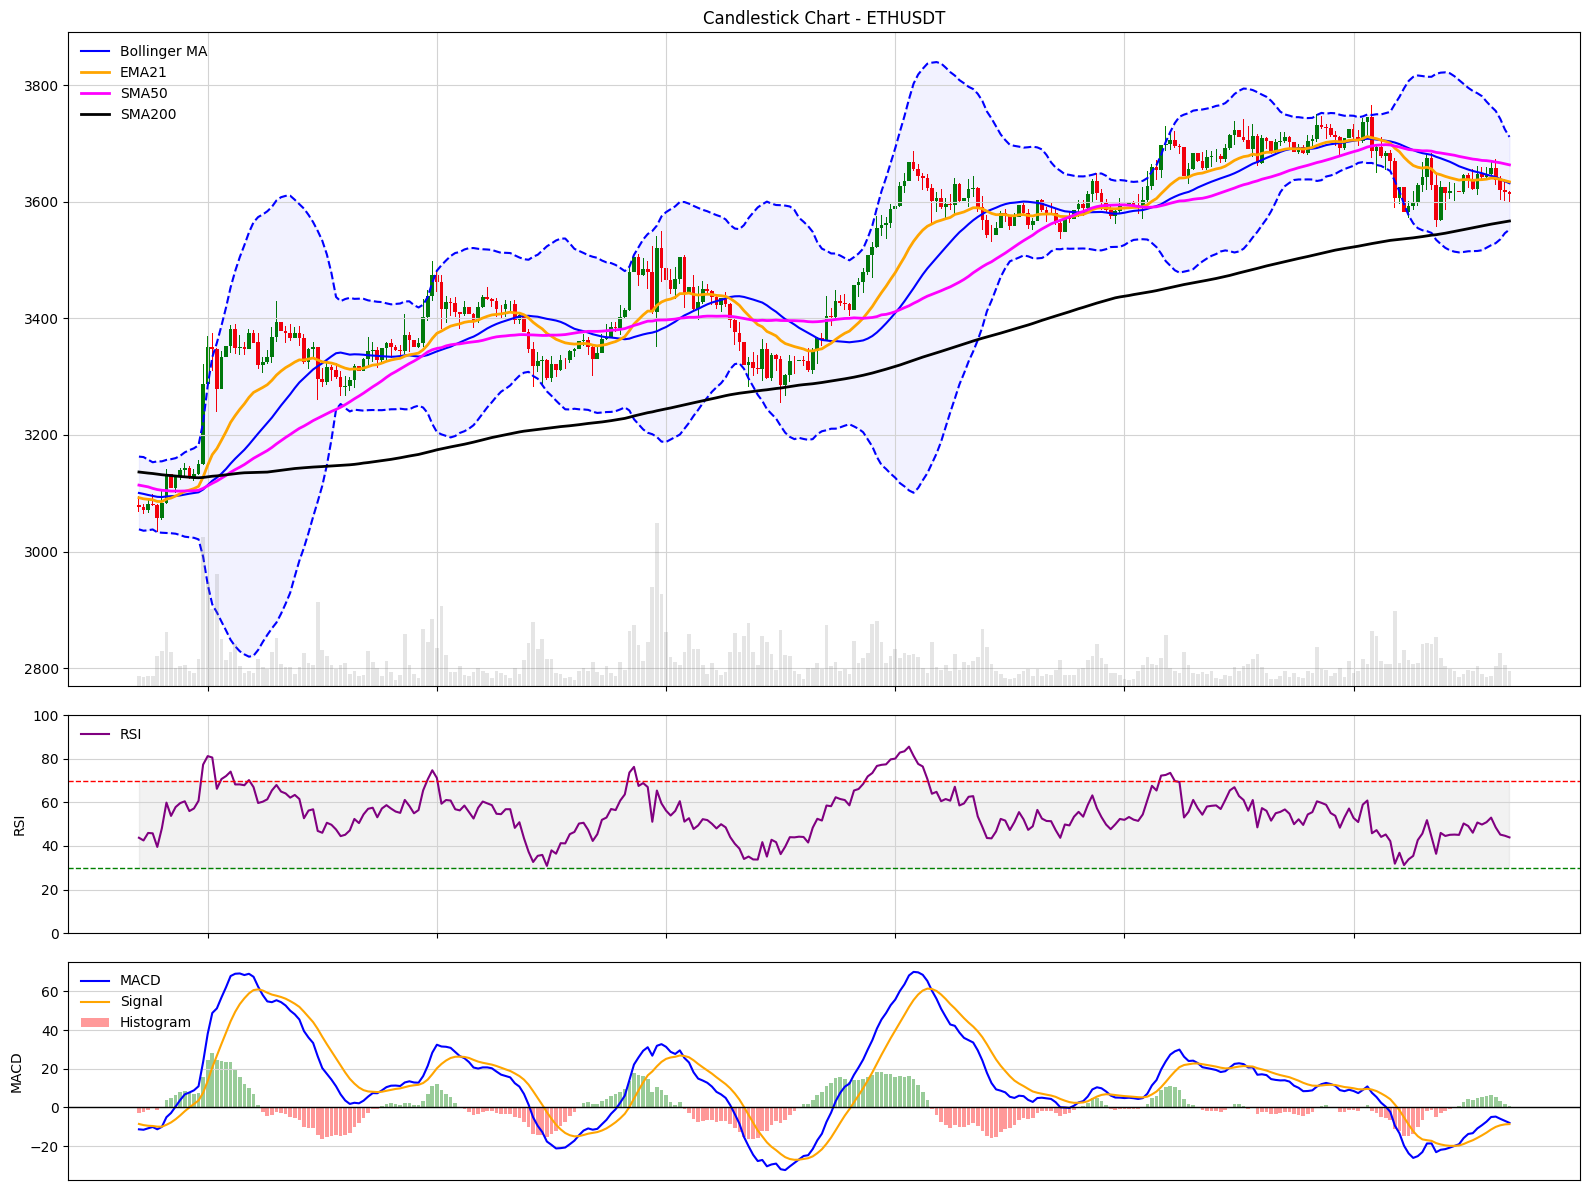 Candlestick Chart - ETHUSDT
Bollinger MA
EMA21
SMA50
SMA200
3800
3600
3400
3200
3000
2800
RSI
100
80
60
40
20
0
RSI
MACD
Signal
Histogram
60
40
20
0
−20
MACD